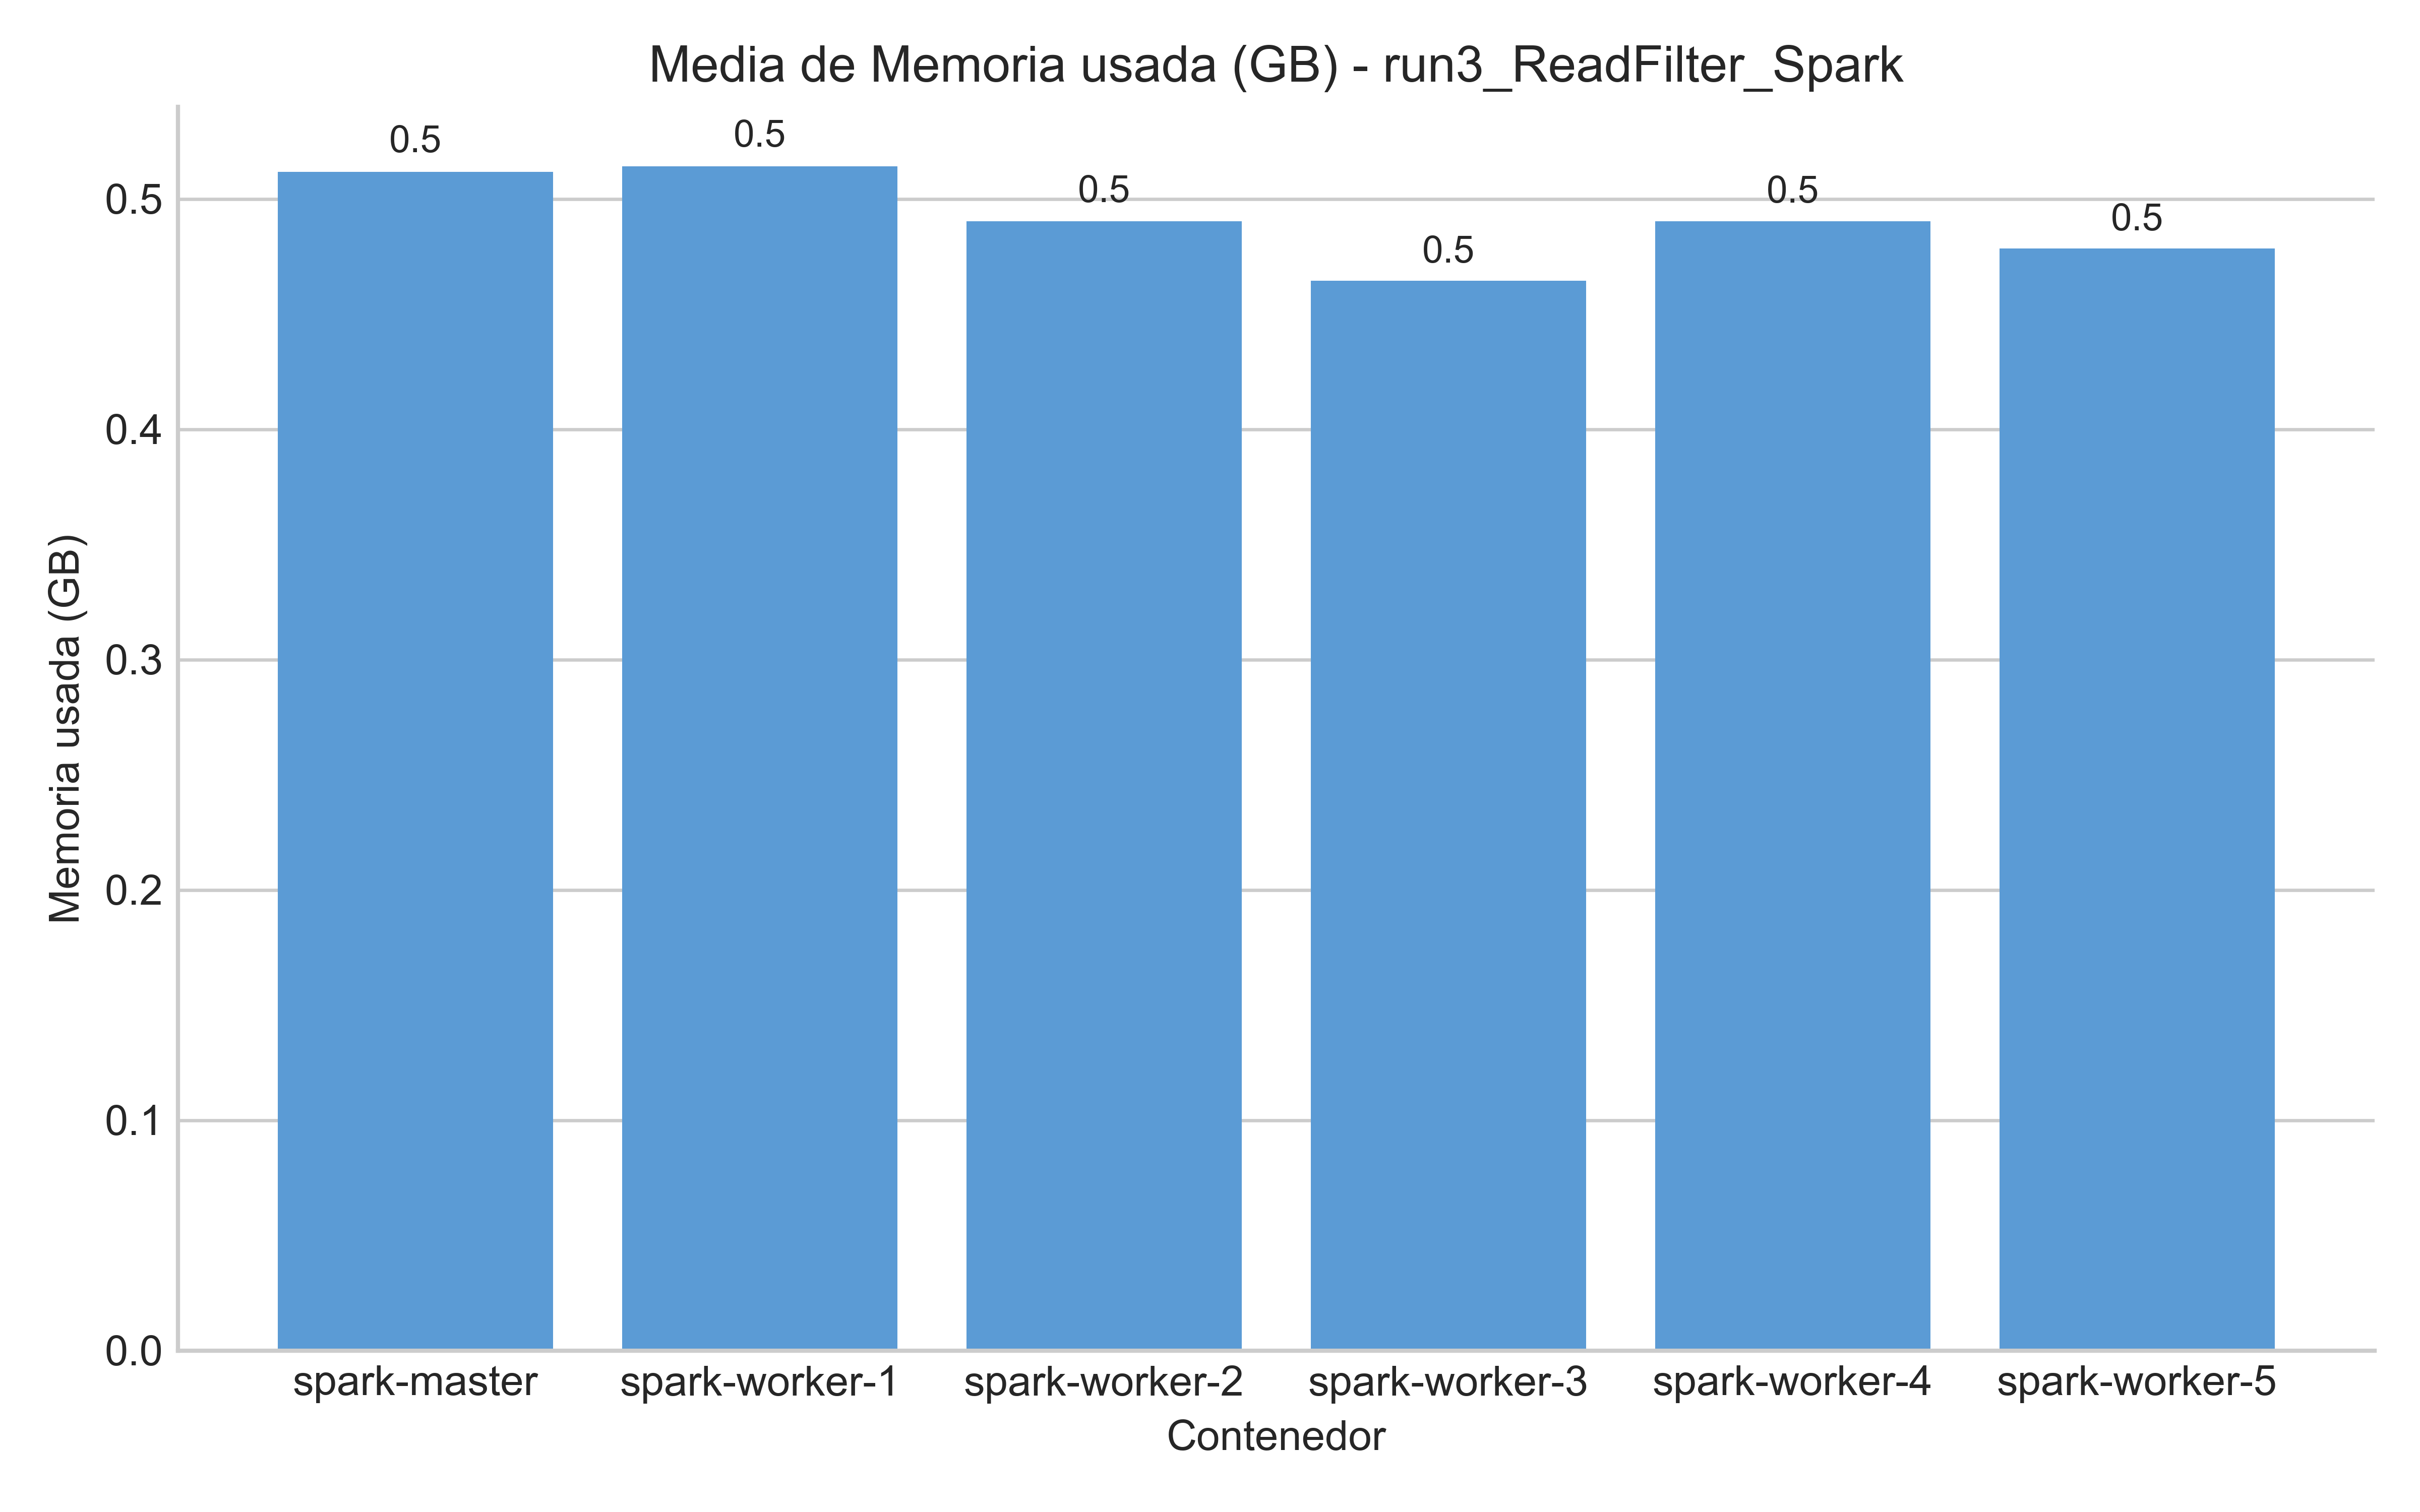 Media de Memoria usada (GB) - run3_ReadFilter_Spark
0.5
0.5
0.5
0.5
0.5
0.5
0.5
0.4
0.3
0.2
0.1
0.0
Memoria usada (GB)
spark-master
spark-worker-1
spark-worker-2
spark-worker-3
spark-worker-4
spark-worker-5
Contenedor